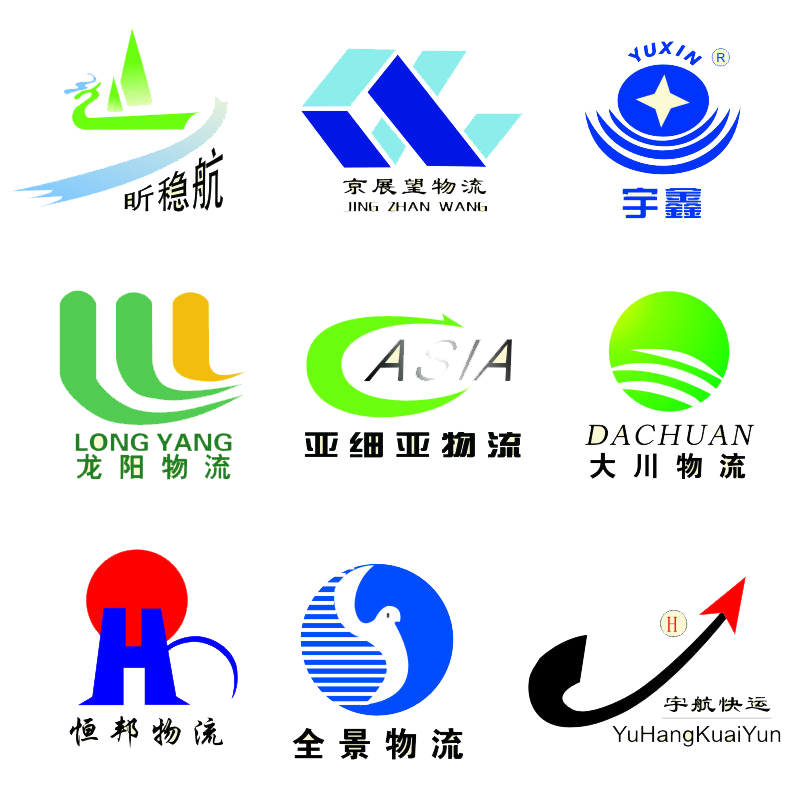 昕稳航
京展望物流
JING ZHAN WANG
YUXIN
R
宇鑫
LONG YANG
龙阳物流
ASIA
亚细亚物流
DACHUAN
大川物流
恒邦物流
全景物流
H
宇航快运
YuHangKuaiYun